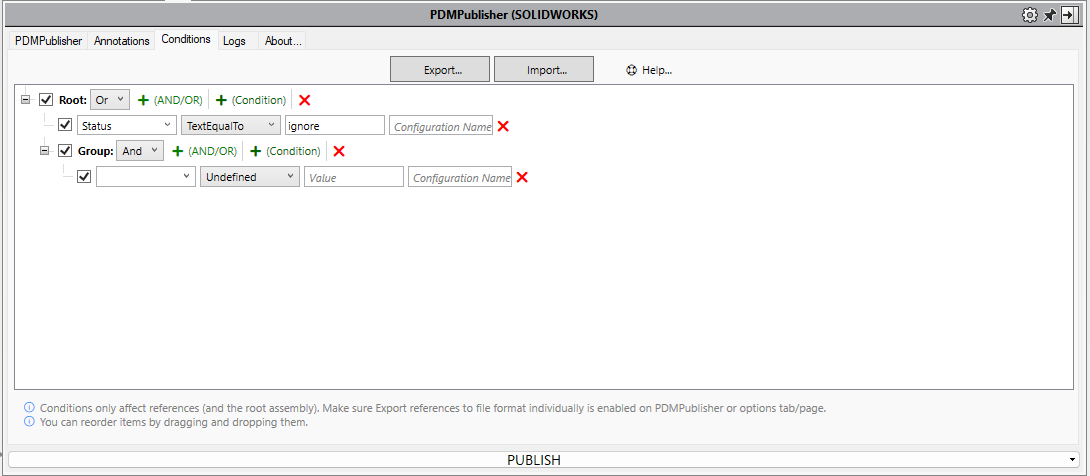 PDMPublisher (SOLIDWORKS)
PDMPublisher Annotations Conditions Logs About...
Export... Import... Help...
Root: Or (AND/OR) (Condition)
Status TextEqualTo ignore Configuration Name
Group: And (AND/OR) (Condition)
Undefined Value Configuration Name
Conditions only affect references (and the root assembly). Make sure Export references to file format individually is enabled on PDMPublisher or options tab/page.
You can reorder items by dragging and dropping them.
PUBLISH